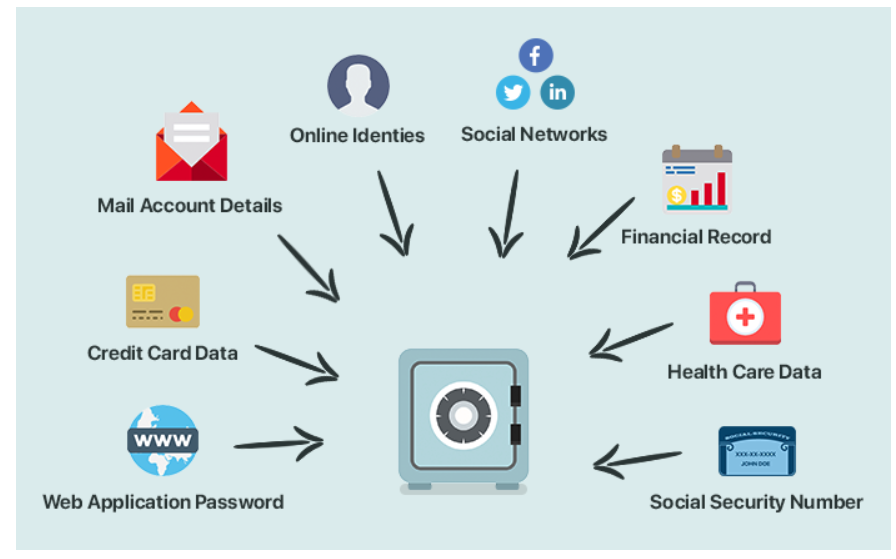 Online Identies
Social Networks
f
in
Mail Account Details
Financial Record
$
Credit Card Data
Health Care Data
WWW
Web Application Password
SOCIAL SECURITY
XXX-XX-XXXX
JOHN DOE
Social Security Number